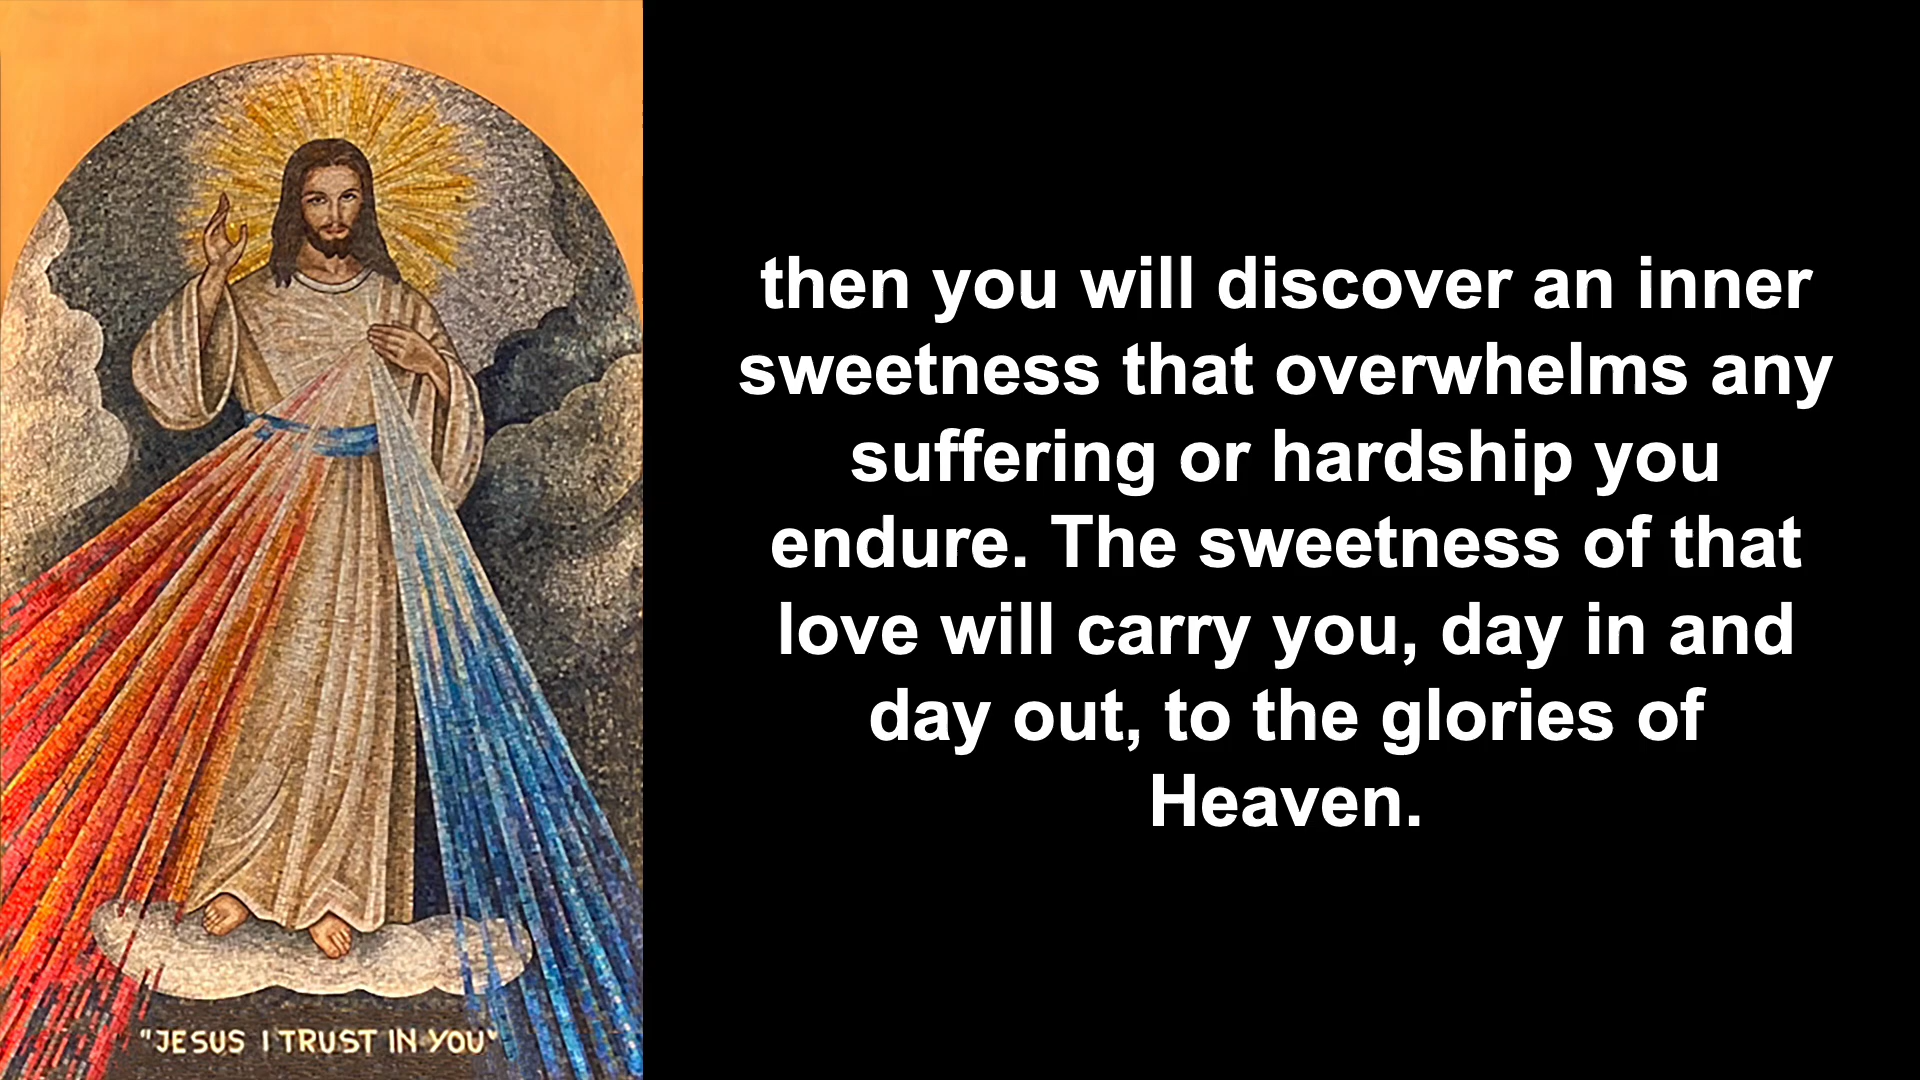 then you will discover an inner
sweetness that overwhelms any
suffering or hardship you
endure. The sweetness of that
love will carry you, day in and
day out, to the glories of
Heaven.
"JESUS I TRUST IN YOU"